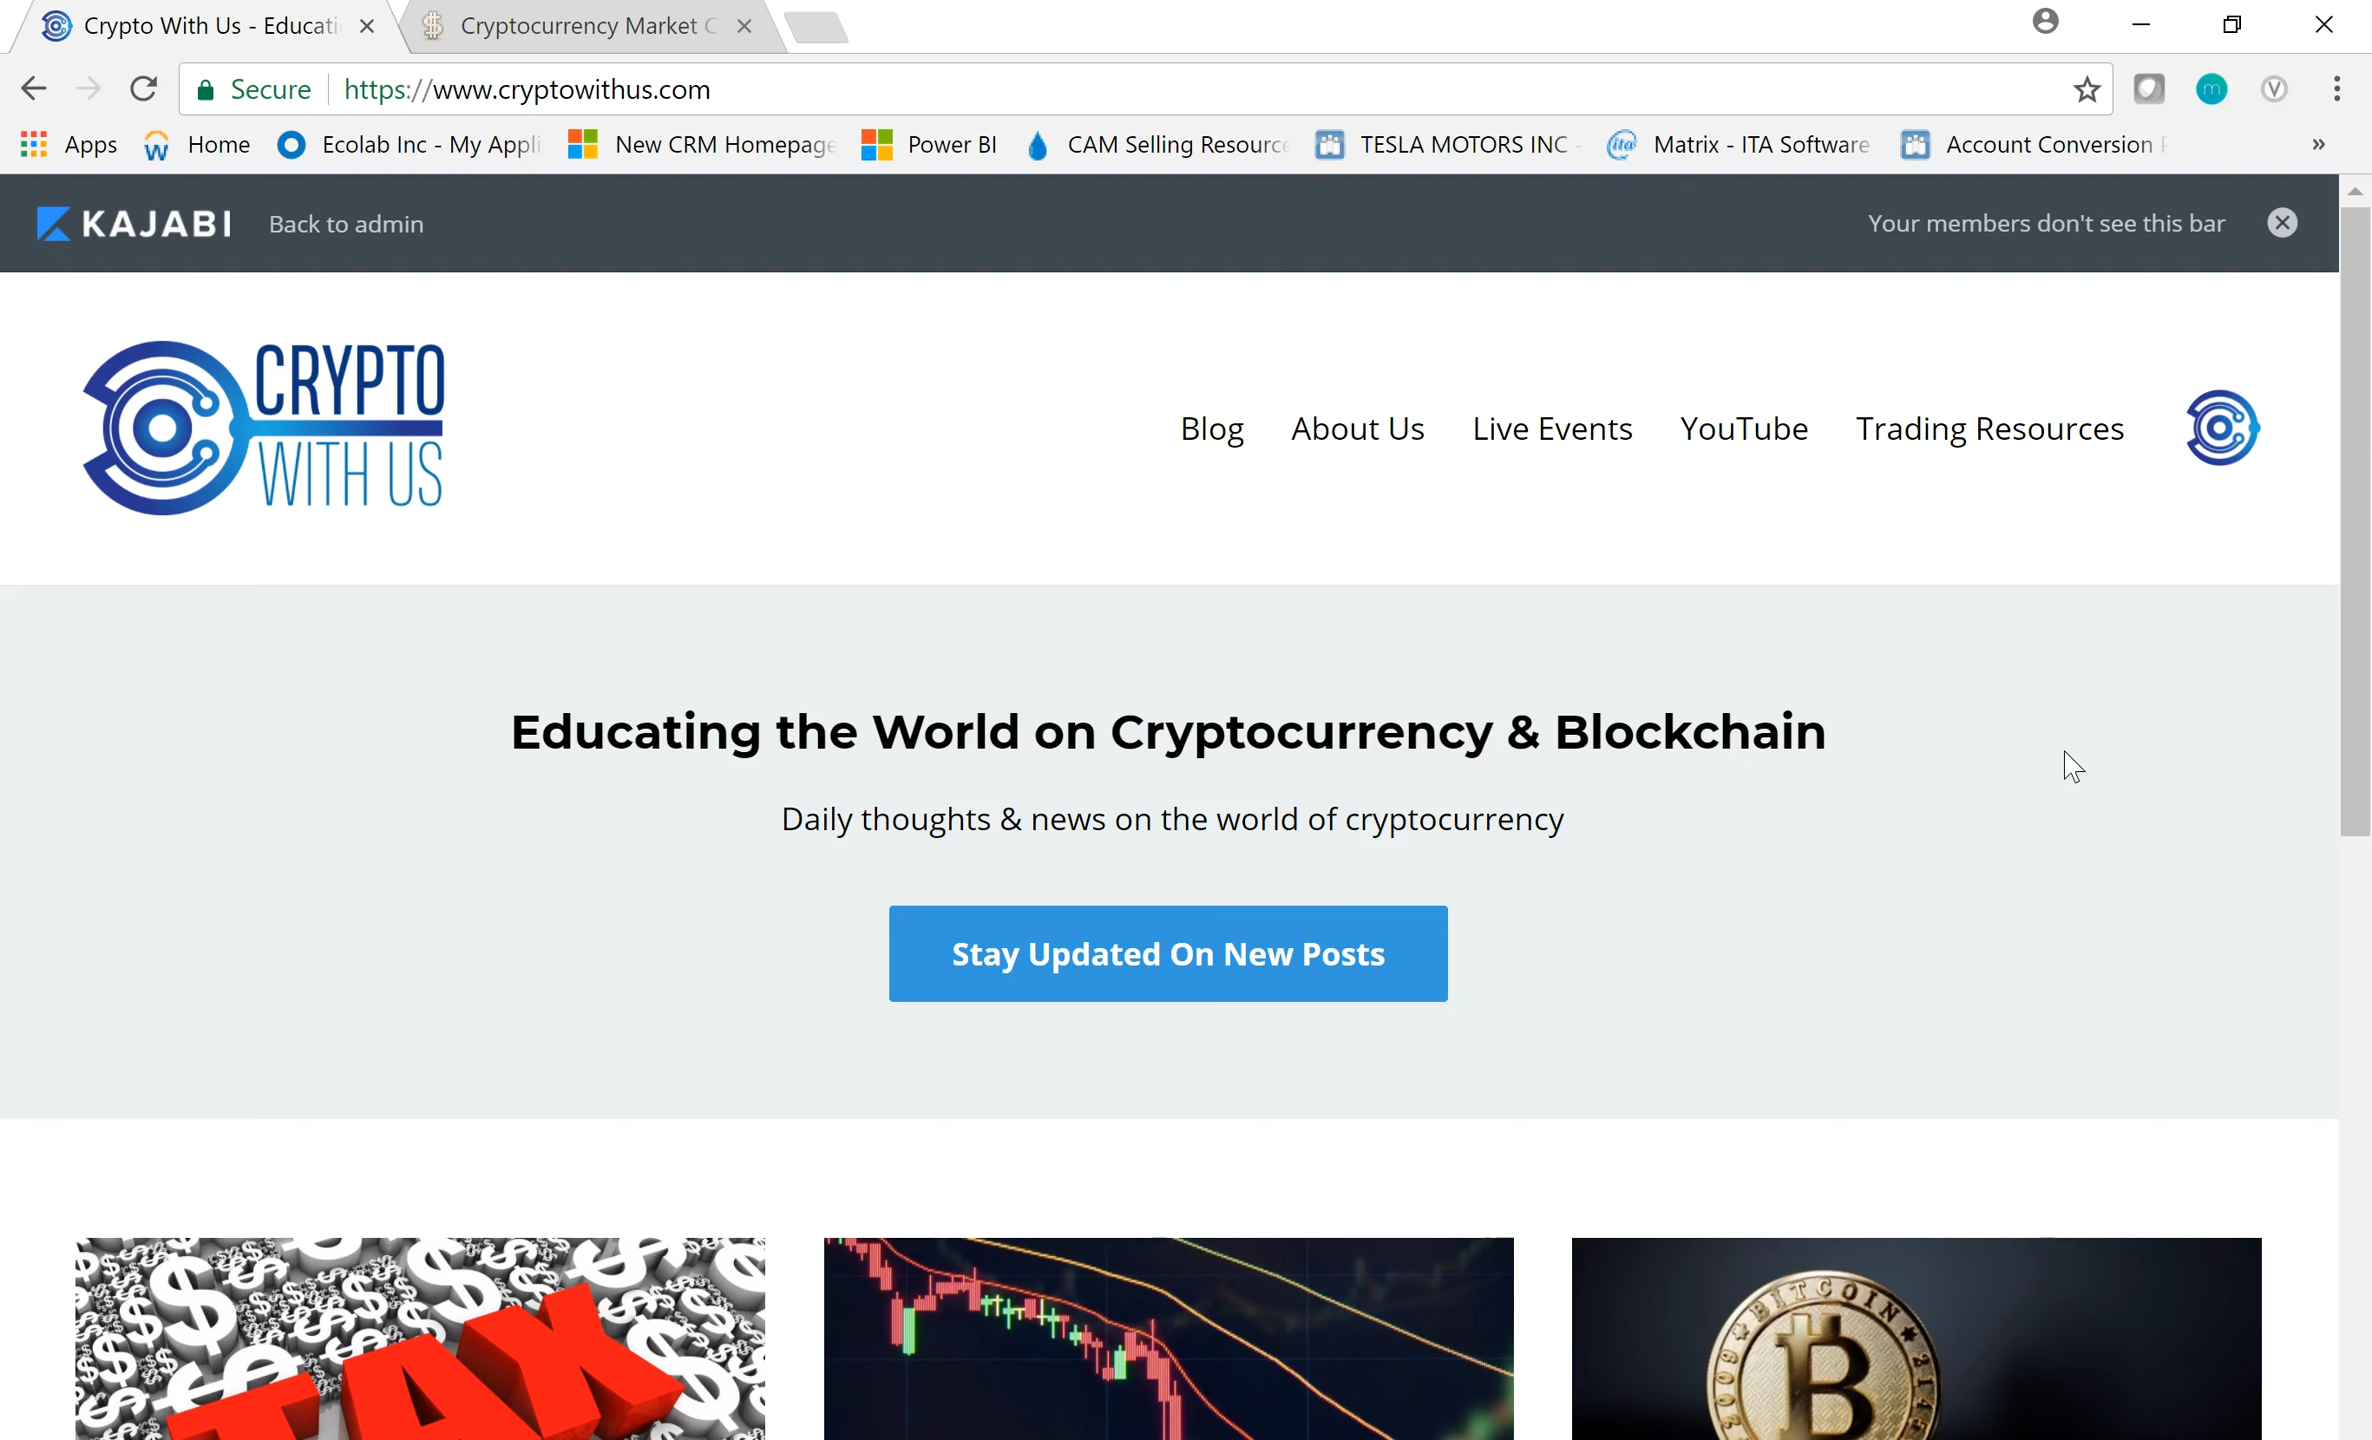 Crypto With Us - Educati
Cryptocurrency Market C
Secure
https://www.cryptowithus.com
Apps
Home
Ecolab Inc - My Appli
New CRM Homepage
Power BI
CAM Selling Resource
TESLA MOTORS INC -
Matrix - ITA Software
Account Conversion F
KAJABI
Back to admin
Your members don't see this bar
CRYPTO
WITH US
Blog
About Us
Live Events
YouTube
Trading Resources
Educating the World on Cryptocurrency & Blockchain
Daily thoughts & news on the world of cryptocurrency
Stay Updated On New Posts
TAX
BITCOIN
2009